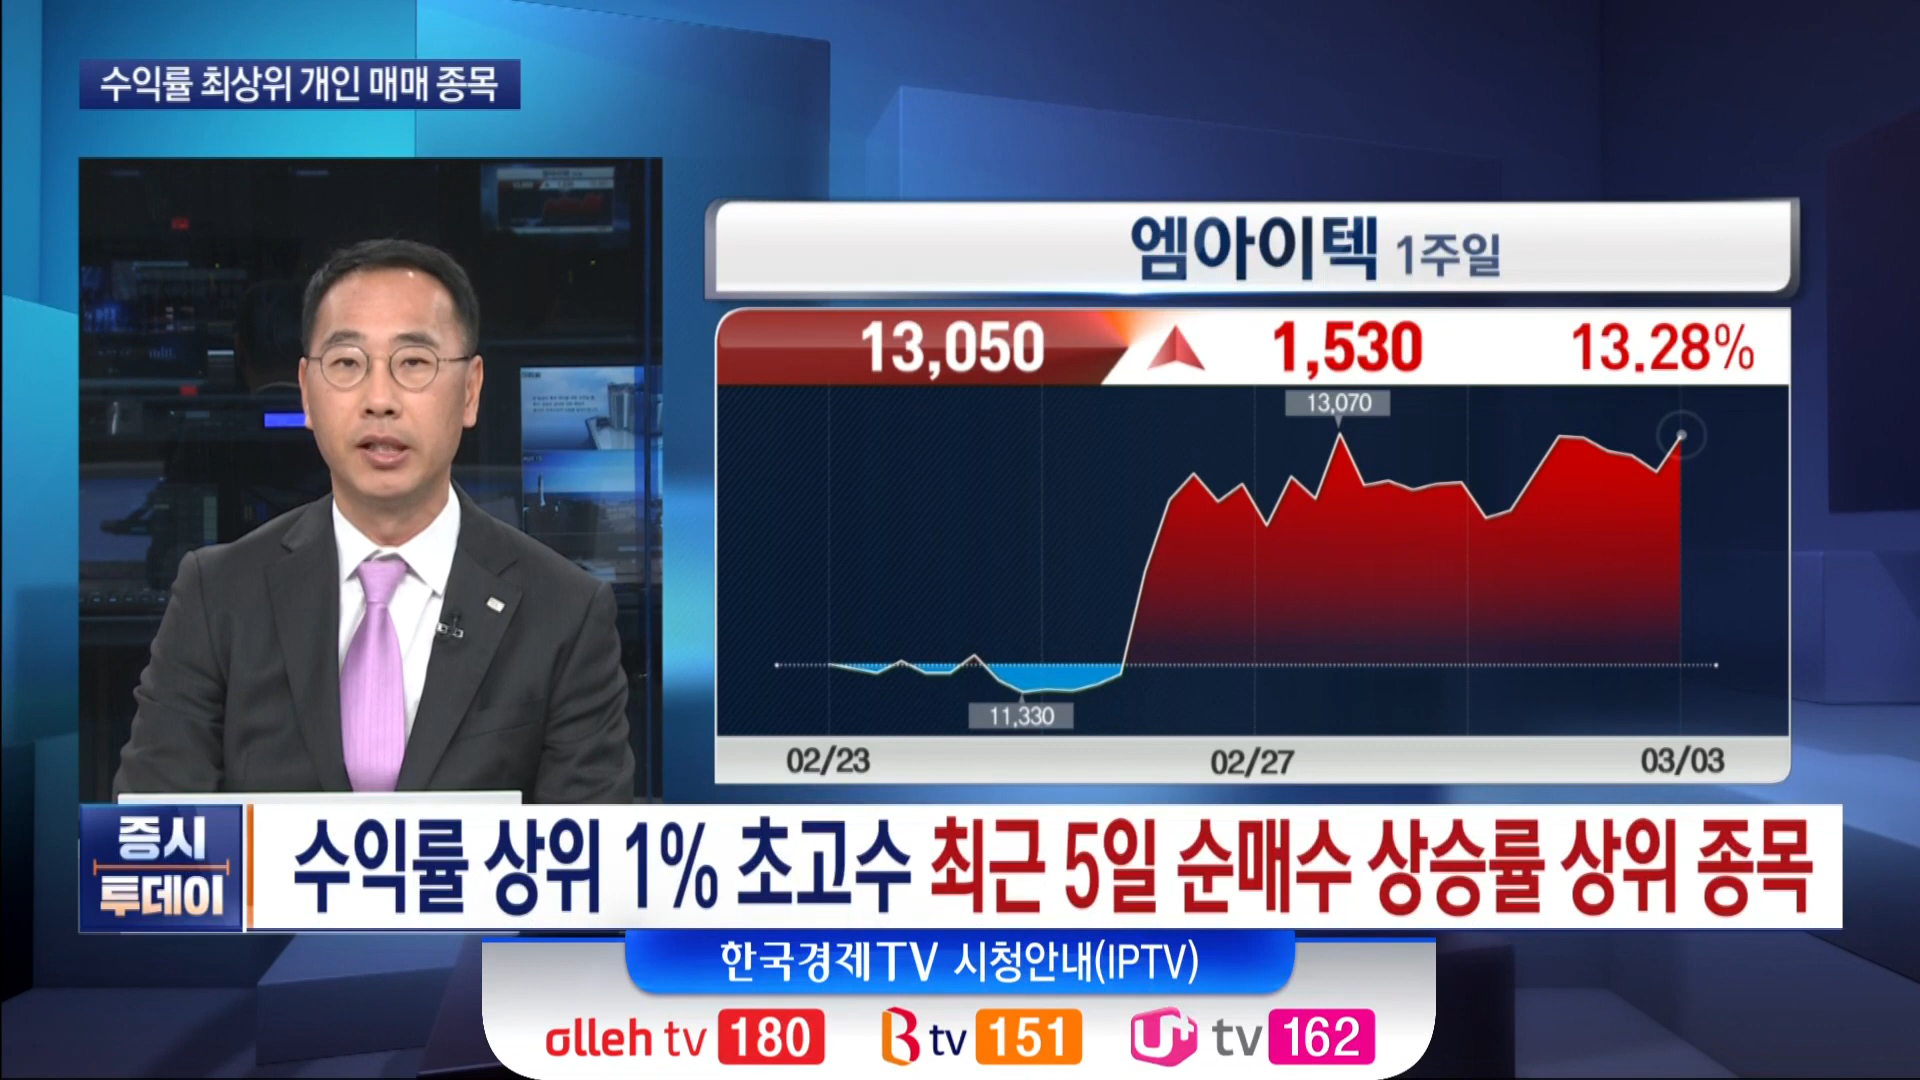 수익률 최상위 개인 매매 종목
엠아이텍 1주일
13,050 1,530 13.28%
13,070
11,330
02/23 02/27 03/03
증시
투데이
수익률 상위 1% 초고수 최근 5일 순매수 상승률 상위 종목
한국경제TV 시청안내(IPTV)
olleh tv 180 B tv 151 U+ tv 162